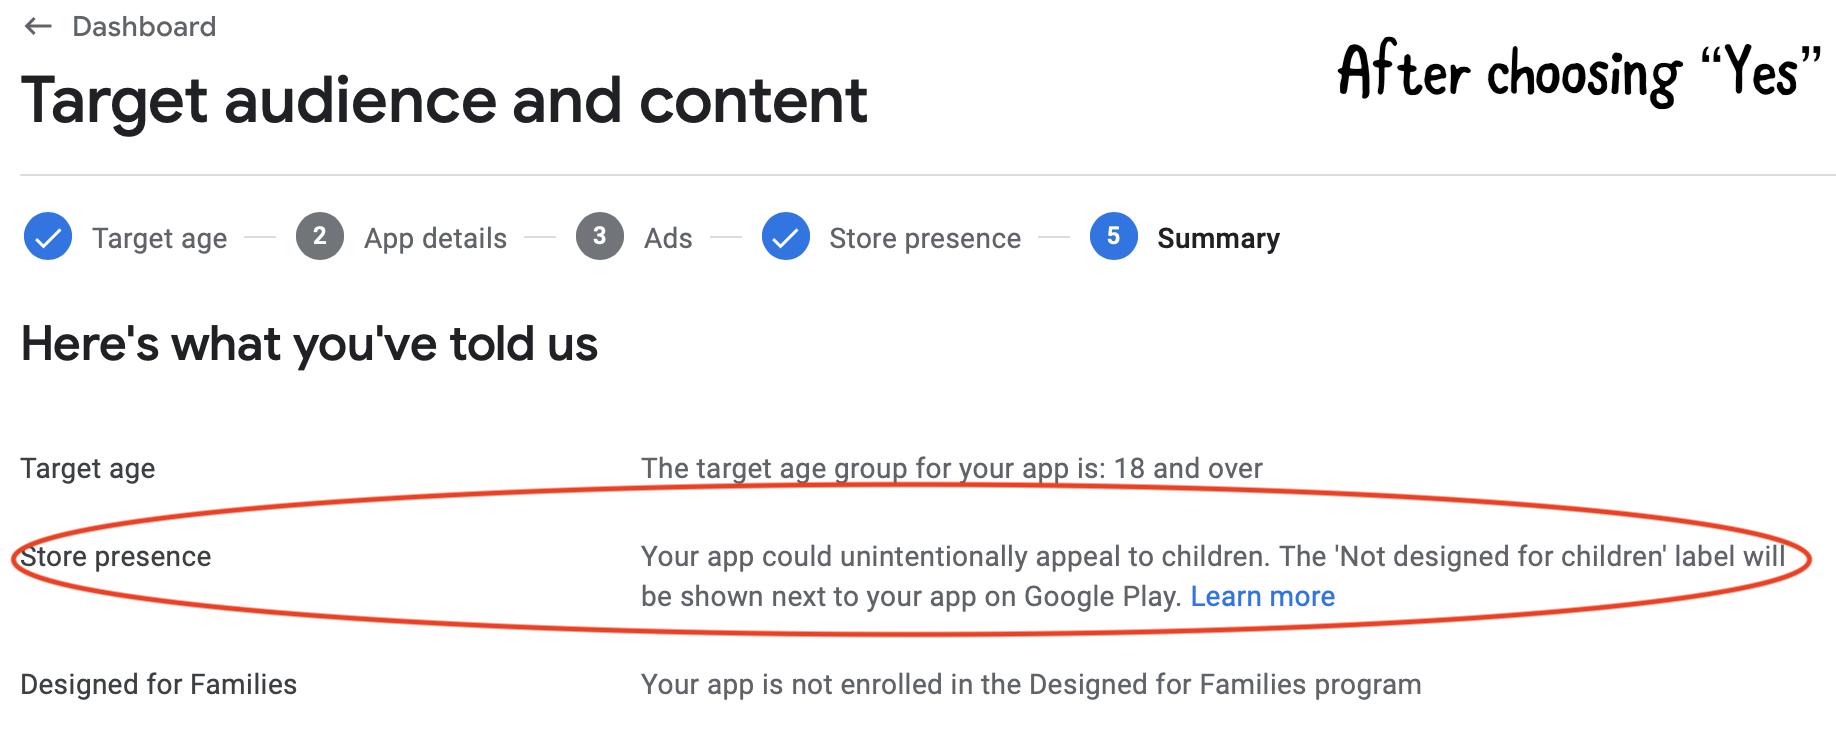 ← Dashboard
After choosing “Yes”
Target audience and content
Target age
2 App details
3 Ads
Store presence
5 Summary
Here's what you've told us
Target age
The target age group for your app is: 18 and over
Store presence
Your app could unintentionally appeal to children. The 'Not designed for children' label will
be shown next to your app on Google Play. Learn more
Designed for Families
Your app is not enrolled in the Designed for Families program